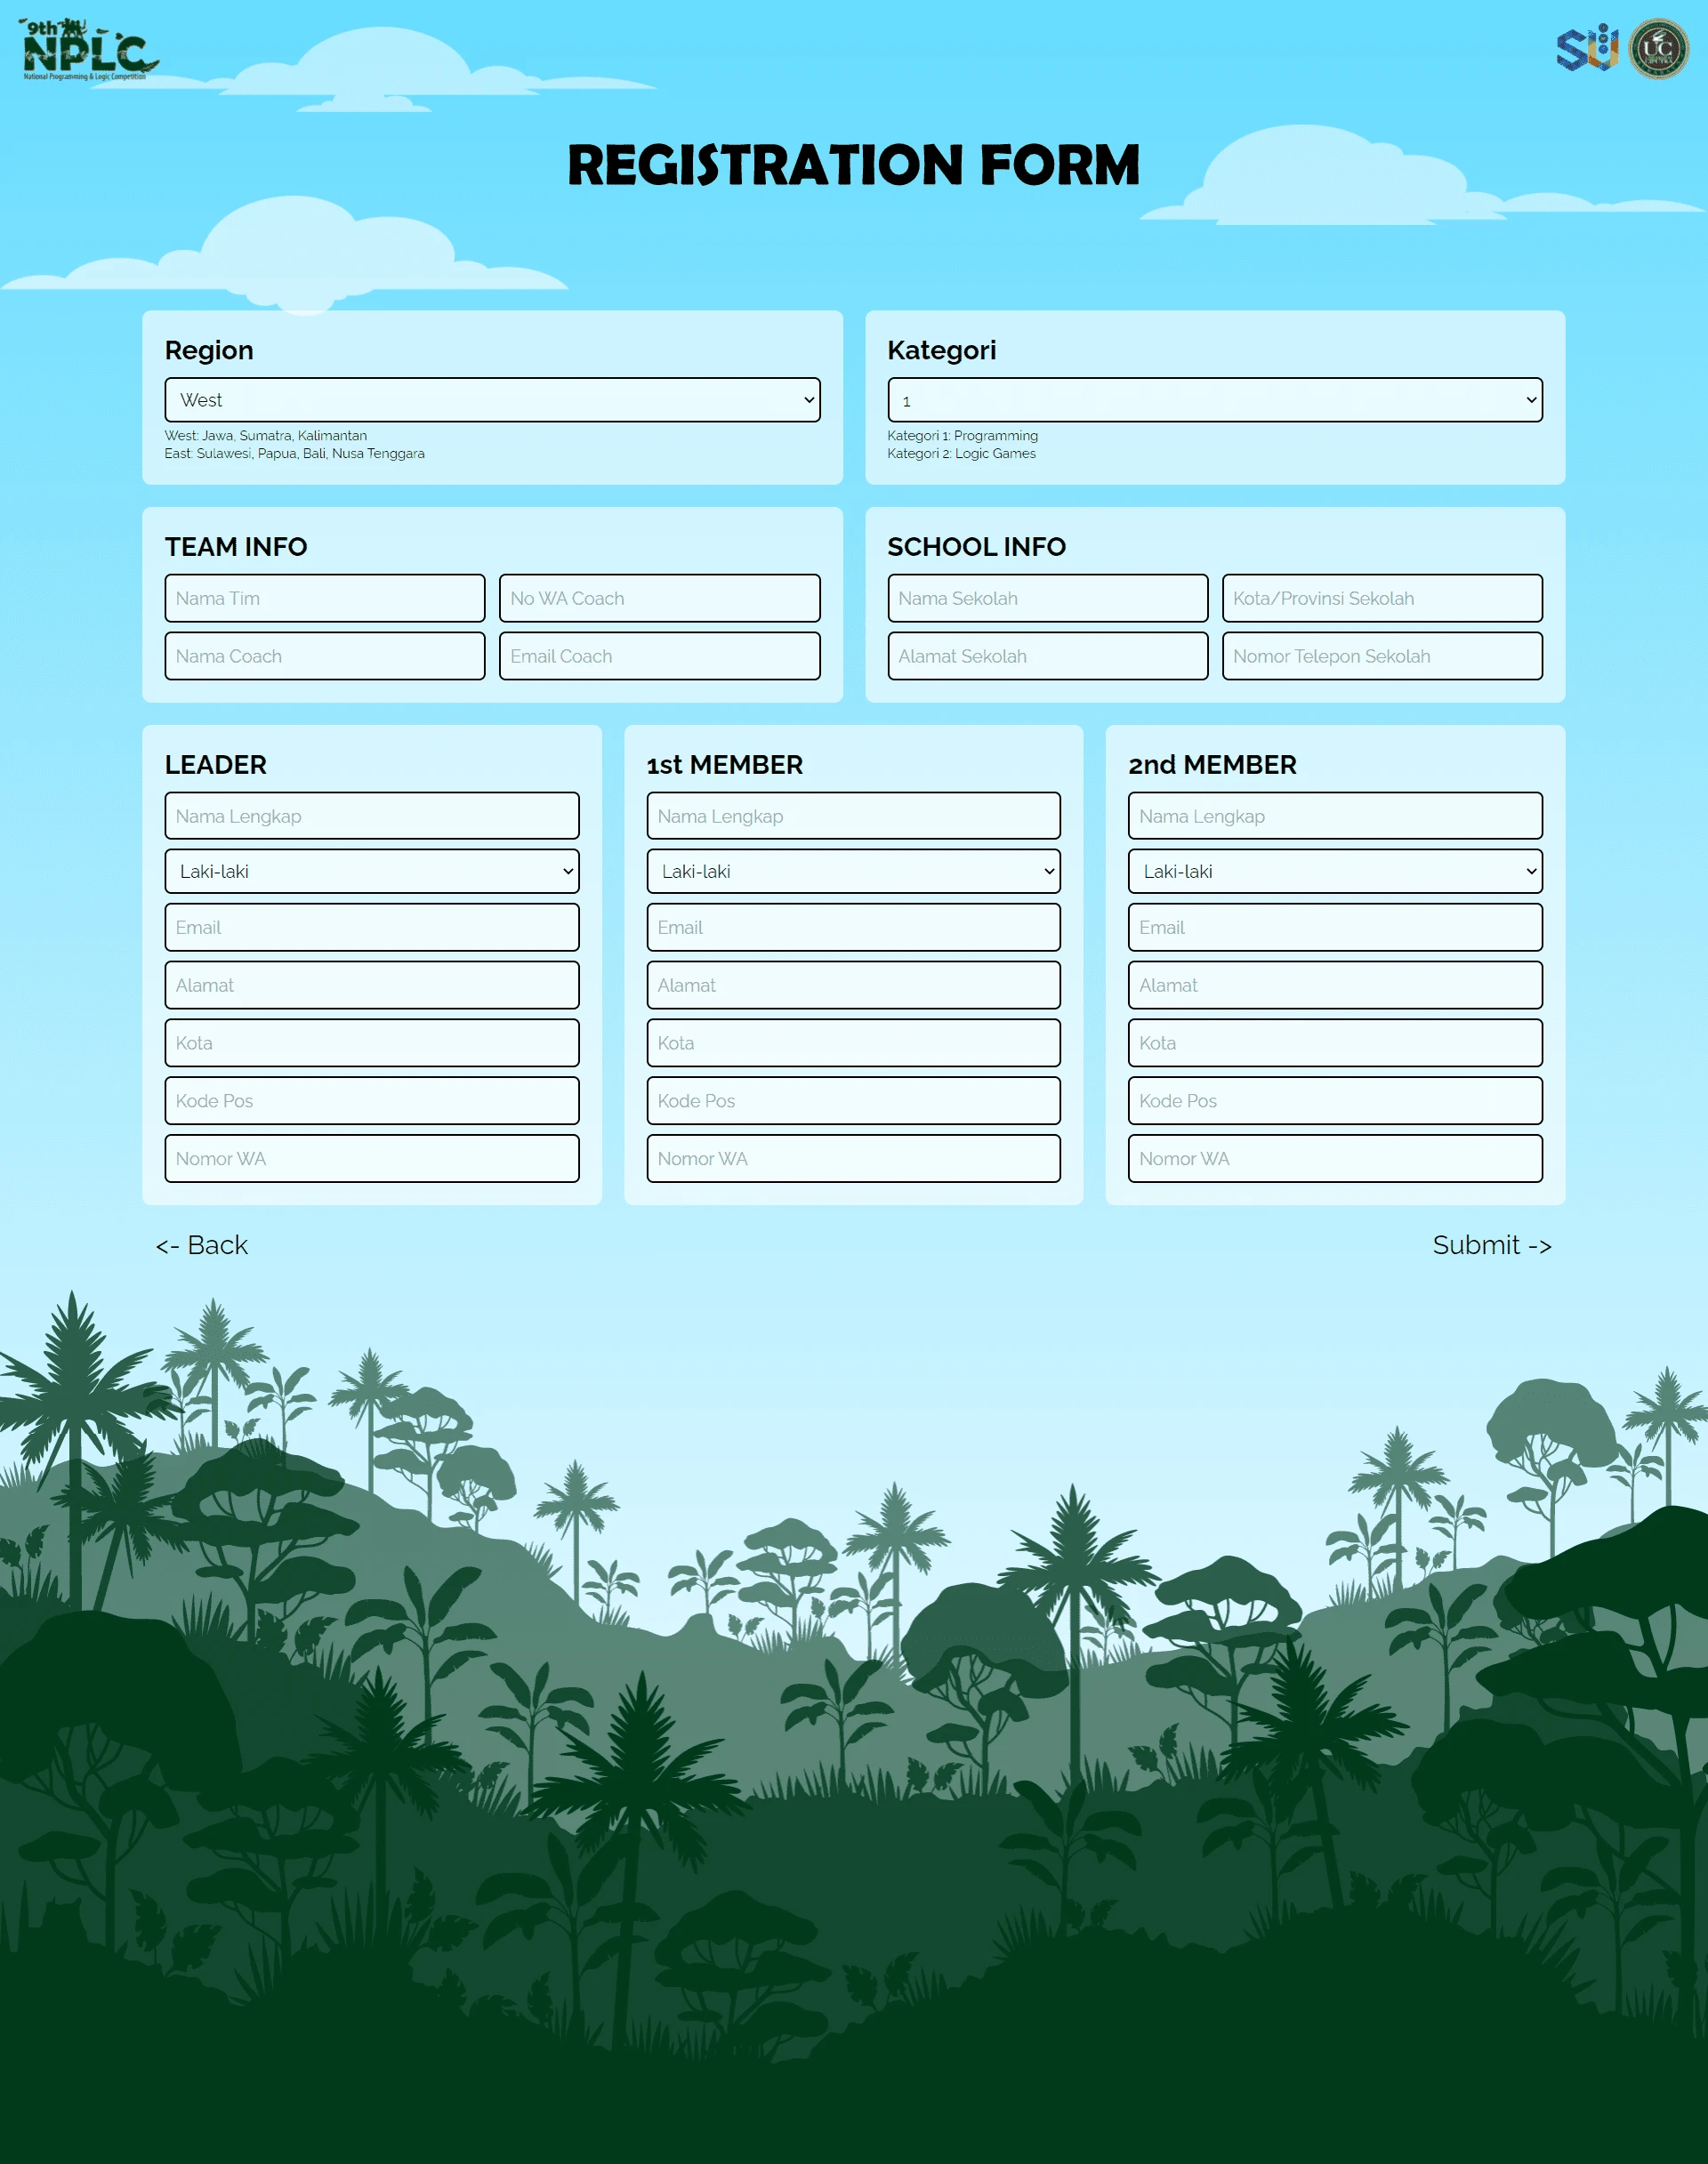 9th
NPLC
National Programming & Logic Competition
SU
UC
REGISTRATION FORM
Region
West
West: Jawa, Sumatra, Kalimantan
East: Sulawesi, Papua, Bali, Nusa Tenggara
Kategori
1
Kategori 1: Programming
Kategori 2: Logic Games
TEAM INFO
Nama Tim
No WA Coach
Nama Coach
Email Coach
SCHOOL INFO
Nama Sekolah
Kota/Provinsi Sekolah
Alamat Sekolah
Nomor Telepon Sekolah
LEADER
Nama Lengkap
Laki-laki
Email
Alamat
Kota
Kode Pos
Nomor WA
1st MEMBER
Nama Lengkap
Laki-laki
Email
Alamat
Kota
Kode Pos
Nomor WA
2nd MEMBER
Nama Lengkap
Laki-laki
Email
Alamat
Kota
Kode Pos
Nomor WA
<- Back
Submit ->